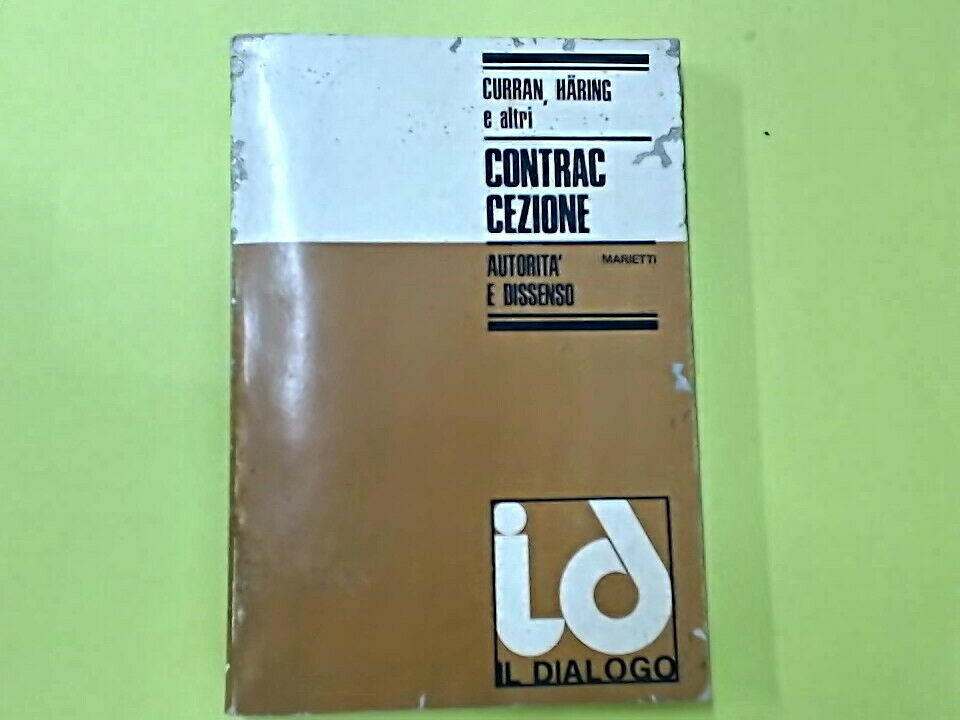 CURRAN, HÄRING
e altri
CONTRAC
CEZIONE
AUTORITA'
E DISSENSO
MARIETTI
id
IL DIALOGO